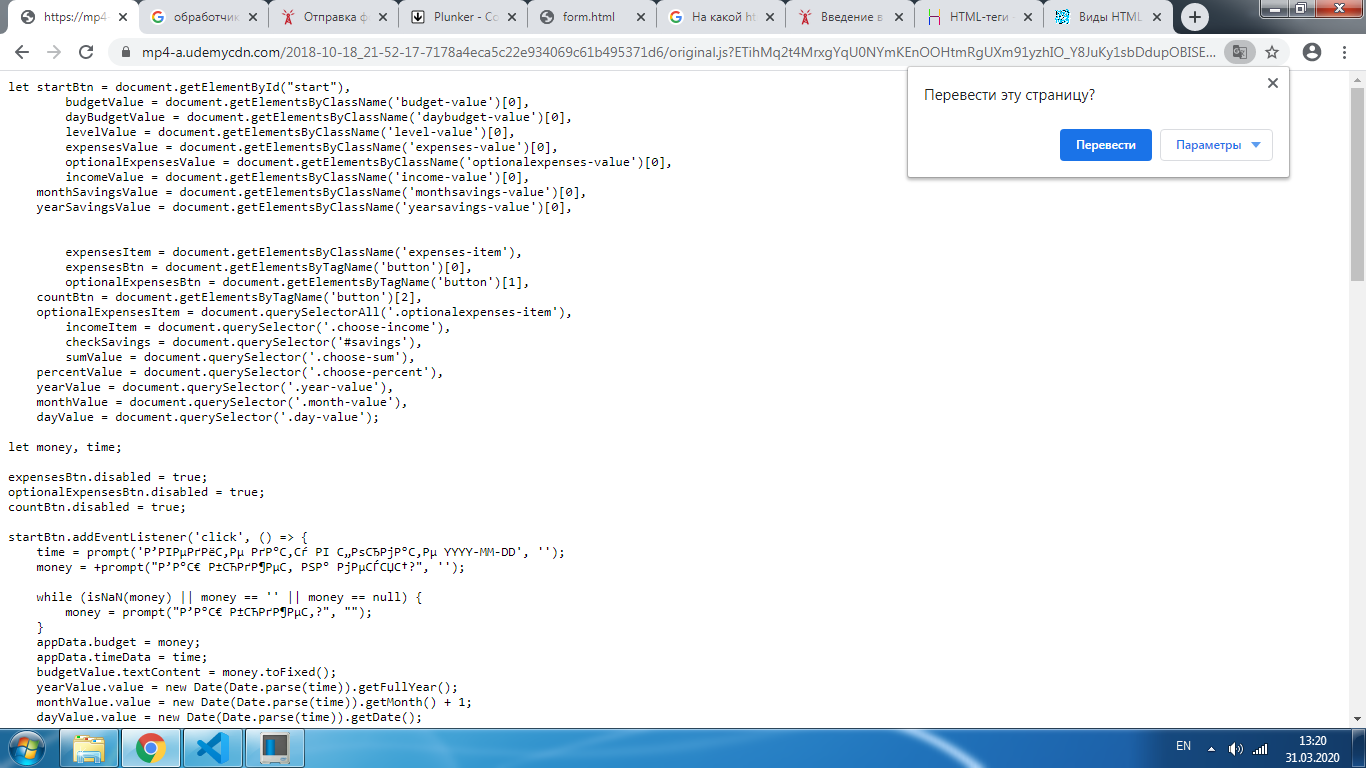 https://mp4-
обработчик
Отправка ф
Plunker - Co
form.html
На какой ht
Введение в
HTML-теги
Виды HTML
mp4-a.udemycdn.com/2018-10-18_21-52-17-7178a4eca5c22e934069c61b495371d6/original.js?ETihMq2t4MrxgYqU0NYmKEnOOHtmRgUXm91yzhIO_Y8JuKy1sbDdupOBISE...
Перевести эту страницу?
Перевести
Параметры
let startBtn = document.getElementById("start"),
budgetValue = document.getElementsByClassName('budget-value')[0],
dayBudgetValue = document.getElementsByClassName('daybudget-value')[0],
levelValue = document.getElementsByClassName('level-value')[0],
expensesValue = document.getElementsByClassName('expenses-value')[0],
optionalExpensesValue = document.getElementsByClassName('optionalexpenses-value')[0],
incomeValue = document.getElementsByClassName('income-value')[0],
monthSavingsValue = document.getElementsByClassName('monthsavings-value')[0],
yearSavingsValue = document.getElementsByClassName('yearsavings-value')[0],
expensesItem = document.getElementsByClassName('expenses-item'),
expensesBtn = document.getElementsByTagName('button')[0],
optionalExpensesBtn = document.getElementsByTagName('button')[1],
countBtn = document.getElementsByTagName('button')[2],
optionalExpensesItem = document.querySelectorAll('.optionalexpenses-item'),
incomeItem = document.querySelector('.choose-income'),
checkSavings = document.querySelector('#savings'),
sumValue = document.querySelector('.choose-sum'),
percentValue = document.querySelector('.choose-percent'),
yearValue = document.querySelector('.year-value'),
monthValue = document.querySelector('.month-value'),
dayValue = document.querySelector('.day-value');
let money, time;
expensesBtn.disabled = true;
optionalExpensesBtn.disabled = true;
countBtn.disabled = true;
startBtn.addEventListener('click', () => {
time = prompt('Р’РІРµРґРёС‚Рµ РґР°С‚Сѓ РІ С„РѕСЂРјР°С‚Рµ YYYY-MM-DD', '');
money = +prompt("Р’Р°С€ Р±СЋРґР¶РµС‚ РЅР° РјРµСЃСЏС†?", '');
while (isNaN(money) || money == '' || money == null) {
money = prompt("Р’Р°С€ Р±СЋРґР¶РµС‚?", "");
}
appData.budget = money;
appData.timeData = time;
budgetValue.textContent = money.toFixed();
yearValue.value = new Date(Date.parse(time)).getFullYear();
monthValue.value = new Date(Date.parse(time)).getMonth() + 1;
dayValue.value = new Date(Date.parse(time)).getDate();
EN
13:20
31.03.2020